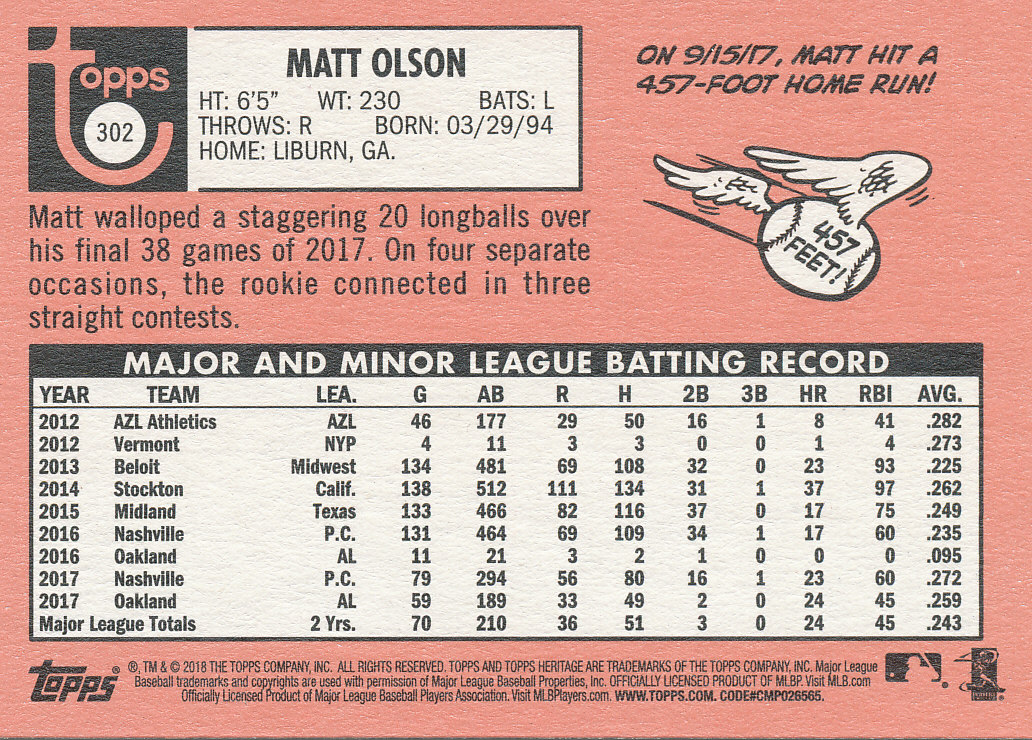 topps
302
MATT OLSON
HT: 6'5" WT: 230 BATS: L
THROWS: R BORN: 03/29/94
HOME: LIBURN, GA.
ON 9/15/17, MATT HIT A
457-FOOT HOME RUN!
457
FEET!
Matt walloped a staggering 20 longballs over
his final 38 games of 2017. On four separate
occasions, the rookie connected in three
straight contests.
MAJOR AND MINOR LEAGUE BATTING RECORD
YEAR TEAM LEA. G AB R H 2B 3B HR RBI AVG.
2012 AZL Athletics AZL 46 177 29 50 16 1 8 41 .282
2012 Vermont NYP 4 11 3 3 0 0 1 4 .273
2013 Beloit Midwest 134 481 69 108 32 0 23 93 .225
2014 Stockton Calif. 138 512 111 134 31 1 37 97 .262
2015 Midland Texas 133 466 82 116 37 0 17 75 .249
2016 Nashville P.C. 131 464 69 109 34 1 17 60 .235
2016 Oakland AL 11 21 3 2 1 0 0 0 .095
2017 Nashville P.C. 79 294 56 80 16 1 23 60 .272
2017 Oakland AL 59 189 33 49 2 0 24 45 .259
Major League Totals 2 Yrs. 70 210 36 51 3 0 24 45 .243
TOPPS ® ®, TM & © 2018 THE TOPPS COMPANY, INC. ALL RIGHTS RESERVED. TOPPS AND TOPPS HERITAGE ARE TRADEMARKS OF THE TOPPS COMPANY, INC. Major League
Baseball trademarks and copyrights are used with permission of Major League Baseball Properties, Inc. OFFICIALLY LICENSED PRODUCT OF MLBP. Visit MLB.com
Officially Licensed Product of Major League Baseball Players Association. Visit MLBPlayers.com. WWW.TOPPS.COM. CODE#CMP026565.